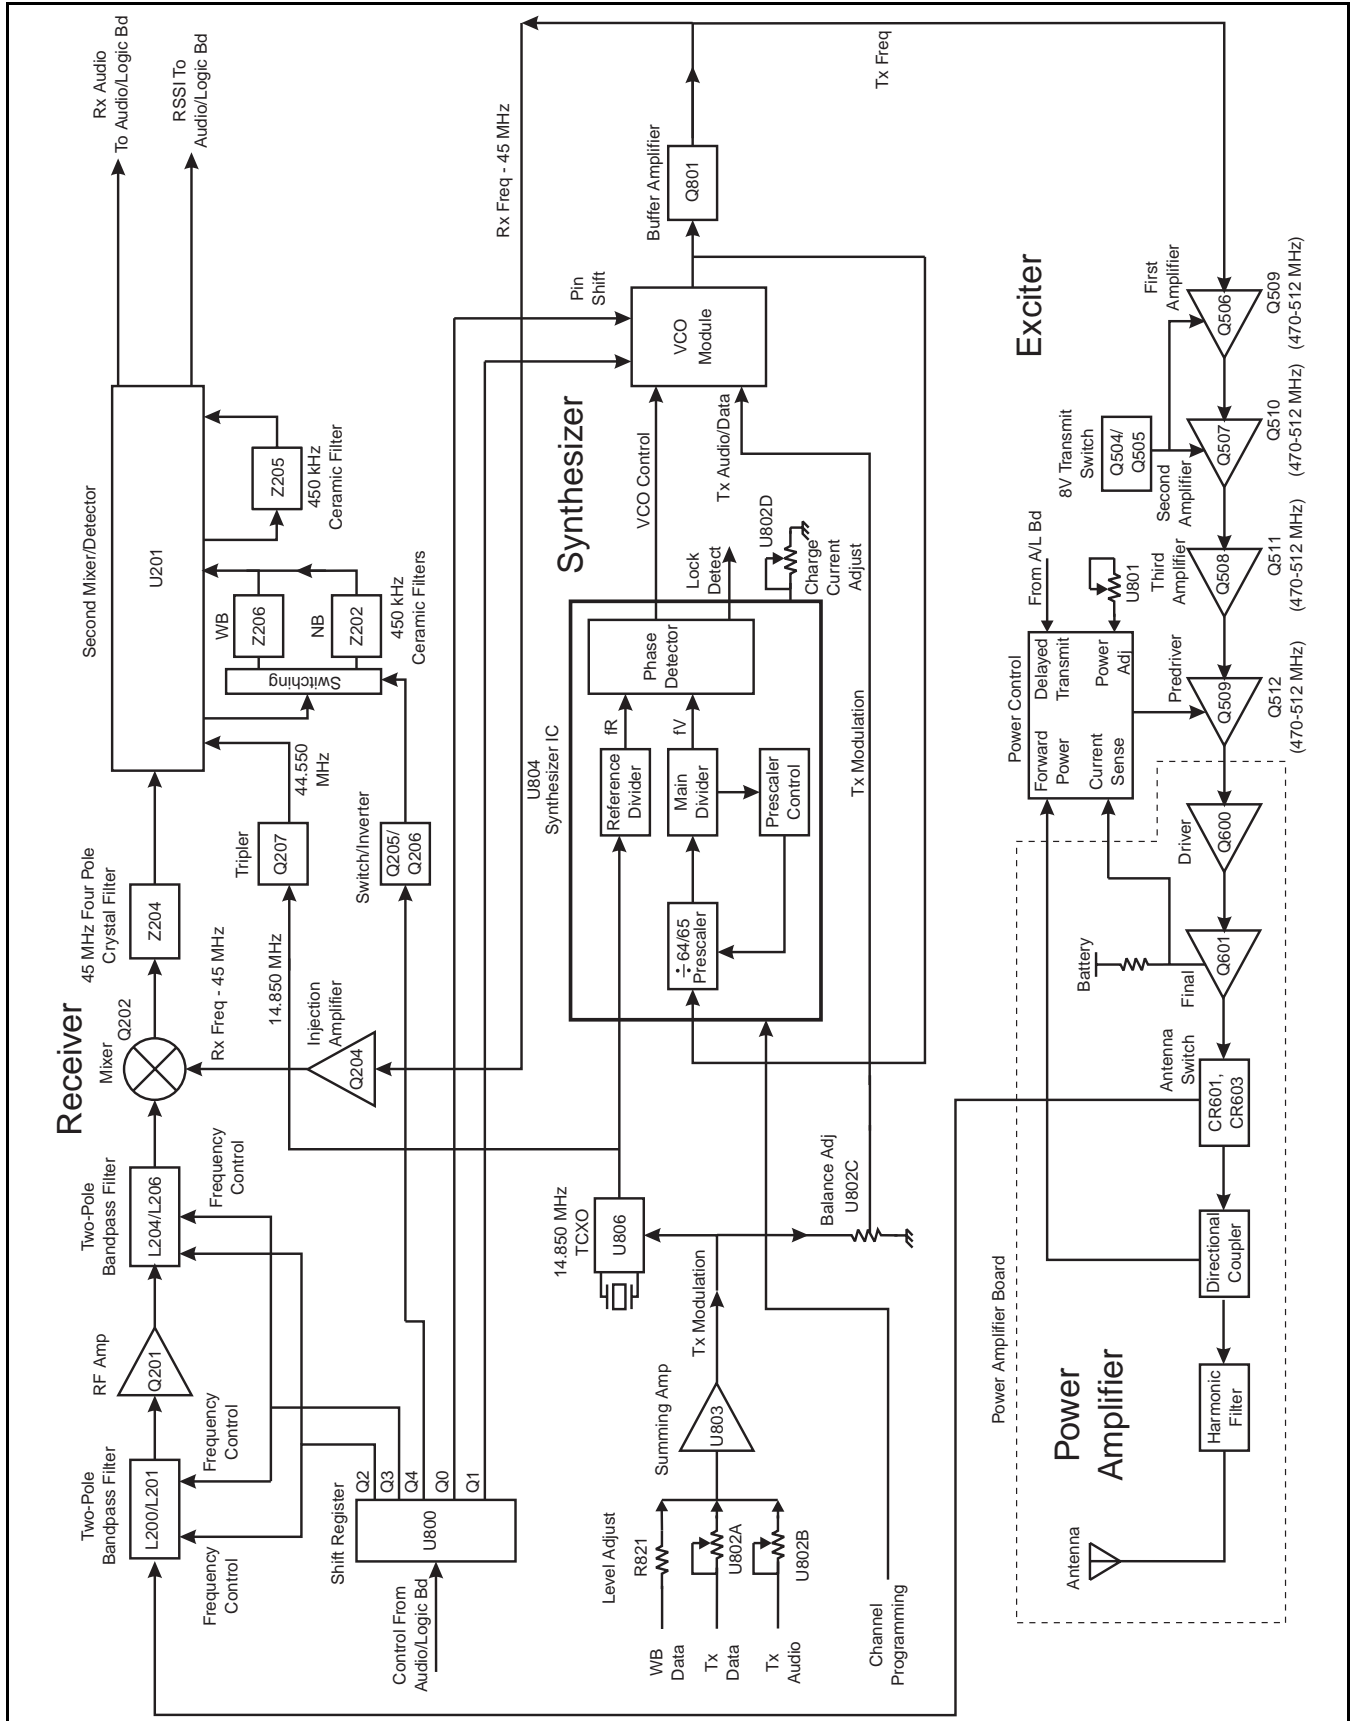 Receiver
Two-Pole
Bandpass Filter
L200/L201
Frequency
Control
Frequency
Control
RF Amp
Q201
Two-Pole
Bandpass Filter
L204/L206
Frequency
Control
Mixer
Q202
Rx Freq - 45 MHz
Injection
Amplifier
Q204
45 MHz Four Pole
Crystal Filter
Z204
14.850 MHz
Tripler
Q207
44.550
MHz
Switch/Inverter
Q205/
Q206
Second Mixer/Detector
U201
Switching
WB
Z206
NB
Z202
450 kHz
Ceramic Filters
Z205
450 kHz
Ceramic Filter
Rx Audio
To Audio/Logic Bd
RSSI To
Audio/Logic Bd
Control From
Audio/Logic Bd
Shift Register
U800
Q2
Q3
Q4
Q0
Q1
Rx Freq - 45 MHz
Synthesizer
Level Adjust
R821
WB
Data
U802A
Tx
Data
U802B
Tx
Audio
Summing Amp
U803
Tx Modulation
14.850 MHz
TCXO
U806
Balance Adj
U802C
Channel
Programming
U804
Synthesizer IC
÷64/65
Prescaler
Reference
Divider
Main
Divider
Prescaler
Control
fR
fV
Phase
Detector
Lock
Detect
U802D
Charge
Current
Adjust
VCO Control
Tx Audio/Data
Tx Modulation
Pin
Shift
VCO
Module
Buffer Amplifier
Q801
Tx Freq
Exciter
First
Amplifier
Q506
Q509
(470-512 MHz)
8V Transmit
Switch
Q504/
Q505
Second
Amplifier
Q507
Q510
(470-512 MHz)
Third
Amplifier
Q508
Q511
(470-512 MHz)
From A/L Bd
U801
Power Control
Forward
Power
Delayed
Transmit
Current
Sense
Power
Adj
Predriver
Q509
Q512
(470-512 MHz)
Power Amplifier Board
Power
Amplifier
Driver
Q600
Battery
Final
Q601
Antenna
Switch
CR601,
CR603
Directional
Coupler
Harmonic
Filter
Antenna